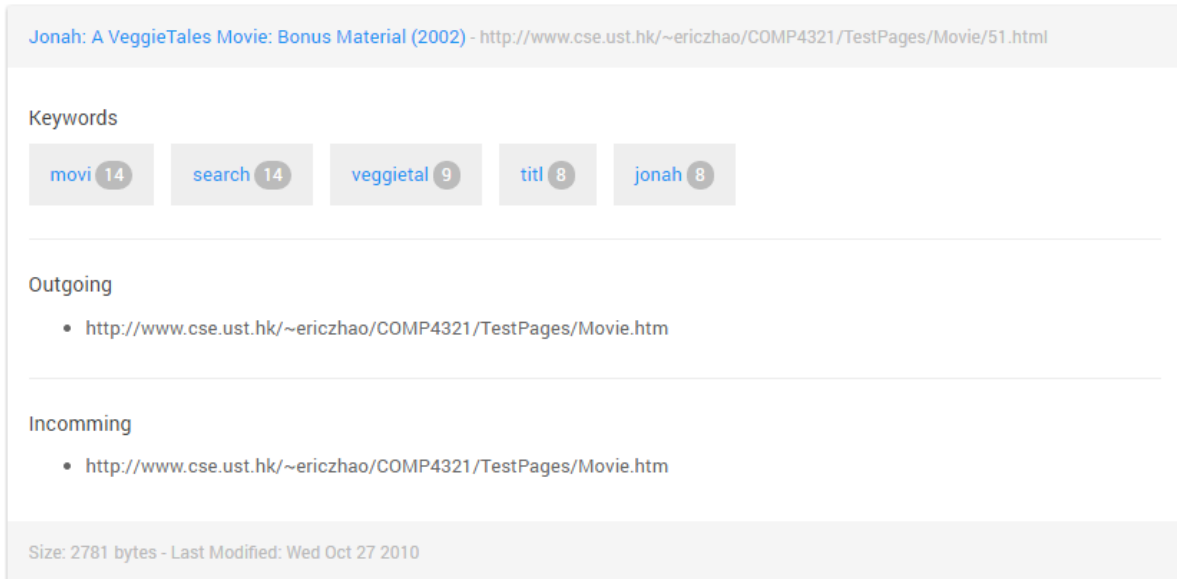 Jonah: A VeggieTales Movie: Bonus Material (2002) - http://www.cse.ust.hk/~ericzhao/COMP4321/TestPages/Movie/51.html
Keywords
movi 14 search 14 veggietal 9 titl 8 jonah 8
Outgoing
• http://www.cse.ust.hk/~ericzhao/COMP4321/TestPages/Movie.htm
Incomming
• http://www.cse.ust.hk/~ericzhao/COMP4321/TestPages/Movie.htm
Size: 2781 bytes - Last Modified: Wed Oct 27 2010